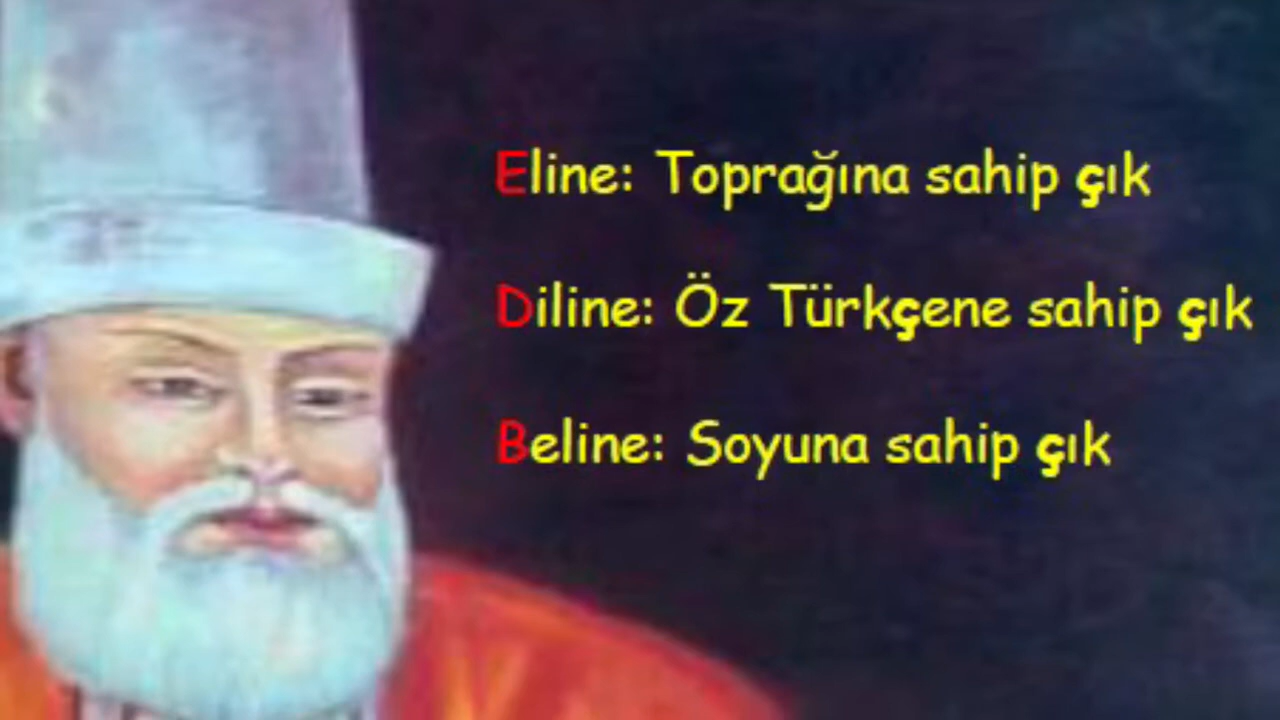 Eline: Toprağına sahip çık
Diline: Öz Türkçene sahip çık
Beline: Soyuna sahip çık